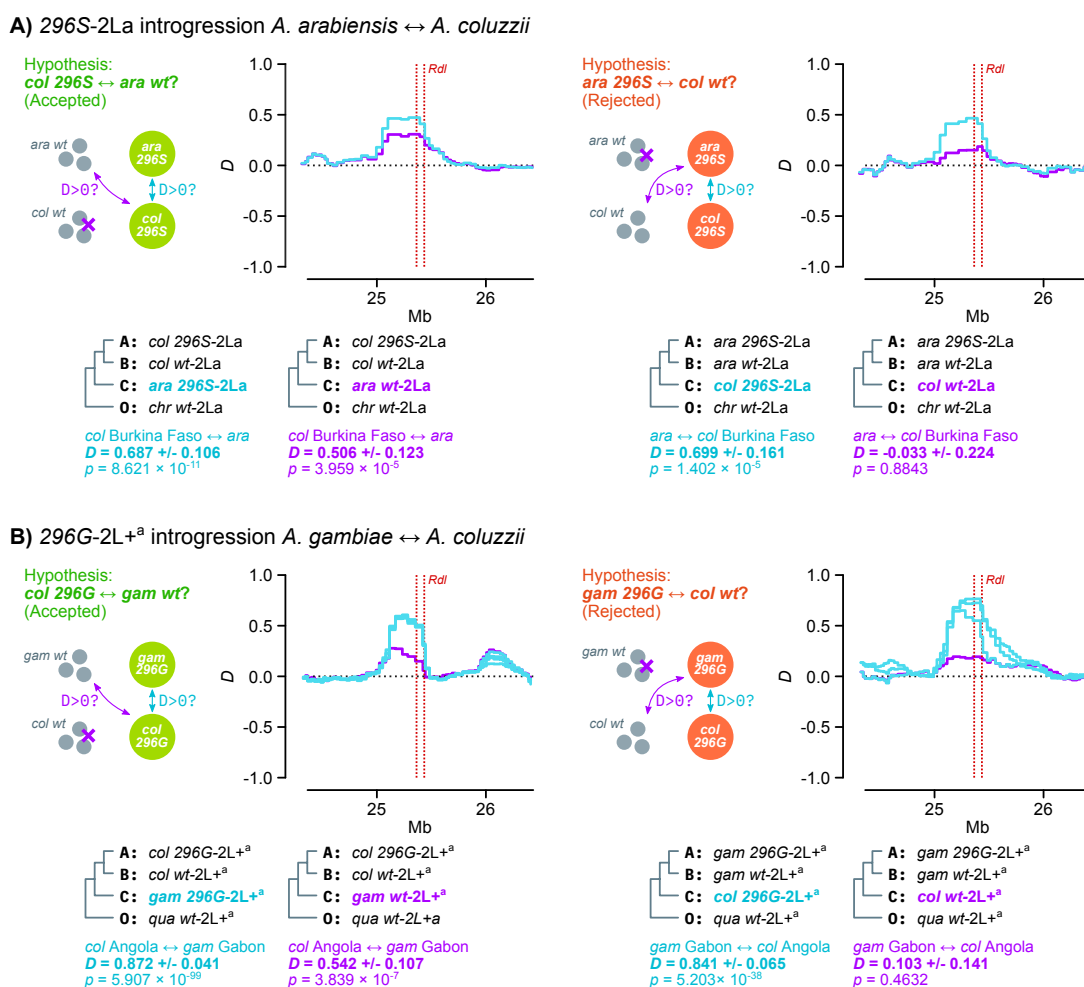 A) 296S-2La introgression A. arabiensis ↔ A. coluzzii
Hypothesis:
col 296S ↔ ara wt?
(Accepted)
ara wt
ara
296S
D>0?
D>0?
col wt
col
296S
1.0
0.5
0.0
-0.5
-1.0
D
Rdl
25
26
Mb
A: col 296S-2La
B: col wt-2La
C: ara 296S-2La
O: chr wt-2La
col Burkina Faso ↔ ara
D = 0.687 +/- 0.106
p = 8.621 × 10⁻¹¹
A: col 296S-2La
B: col wt-2La
C: ara wt-2La
O: chr wt-2La
col Burkina Faso ↔ ara
D = 0.506 +/- 0.123
p = 3.959 × 10⁻⁵
Hypothesis:
ara 296S ↔ col wt?
(Rejected)
ara wt
ara
296S
D>0?
D>0?
col wt
col
296S
1.0
0.5
0.0
-0.5
-1.0
D
Rdl
25
26
Mb
A: ara 296S-2La
B: ara wt-2La
C: col 296S-2La
O: chr wt-2La
ara ↔ col Burkina Faso
D = 0.699 +/- 0.161
p = 1.402 × 10⁻⁵
A: ara 296S-2La
B: ara wt-2La
C: col wt-2La
O: chr wt-2La
ara ↔ col Burkina Faso
D = -0.033 +/- 0.224
p = 0.8843
B) 296G-2L+ᵃ introgression A. gambiae ↔ A. coluzzii
Hypothesis:
col 296G ↔ gam wt?
(Accepted)
gam wt
gam
296G
D>0?
D>0?
col wt
col
296G
1.0
0.5
0.0
-0.5
-1.0
D
Rdl
25
26
Mb
A: col 296G-2L+ᵃ
B: col wt-2L+ᵃ
C: gam 296G-2L+ᵃ
O: qua wt-2L+ᵃ
col Angola ↔ gam Gabon
D = 0.872 +/- 0.041
p = 5.907 × 10⁻⁹⁹
A: col 296G-2L+ᵃ
B: col wt-2L+ᵃ
C: gam wt-2L+ᵃ
O: qua wt-2L+a
col Angola ↔ gam Gabon
D = 0.542 +/- 0.107
p = 3.839 × 10⁻⁷
Hypothesis:
gam 296G ↔ col wt?
(Rejected)
gam wt
gam
296G
D>0?
D>0?
col wt
col
296G
1.0
0.5
0.0
-0.5
-1.0
D
Rdl
25
26
Mb
A: gam 296G-2L+ᵃ
B: gam wt-2L+ᵃ
C: col 296G-2L+ᵃ
O: qua wt-2L+ᵃ
gam Gabon ↔ col Angola
D = 0.841 +/- 0.065
p = 5.203× 10⁻³⁸
A: gam 296G-2L+ᵃ
B: gam wt-2L+ᵃ
C: col wt-2L+ᵃ
O: qua wt-2L+ᵃ
gam Gabon ↔ col Angola
D = 0.103 +/- 0.141
p = 0.4632